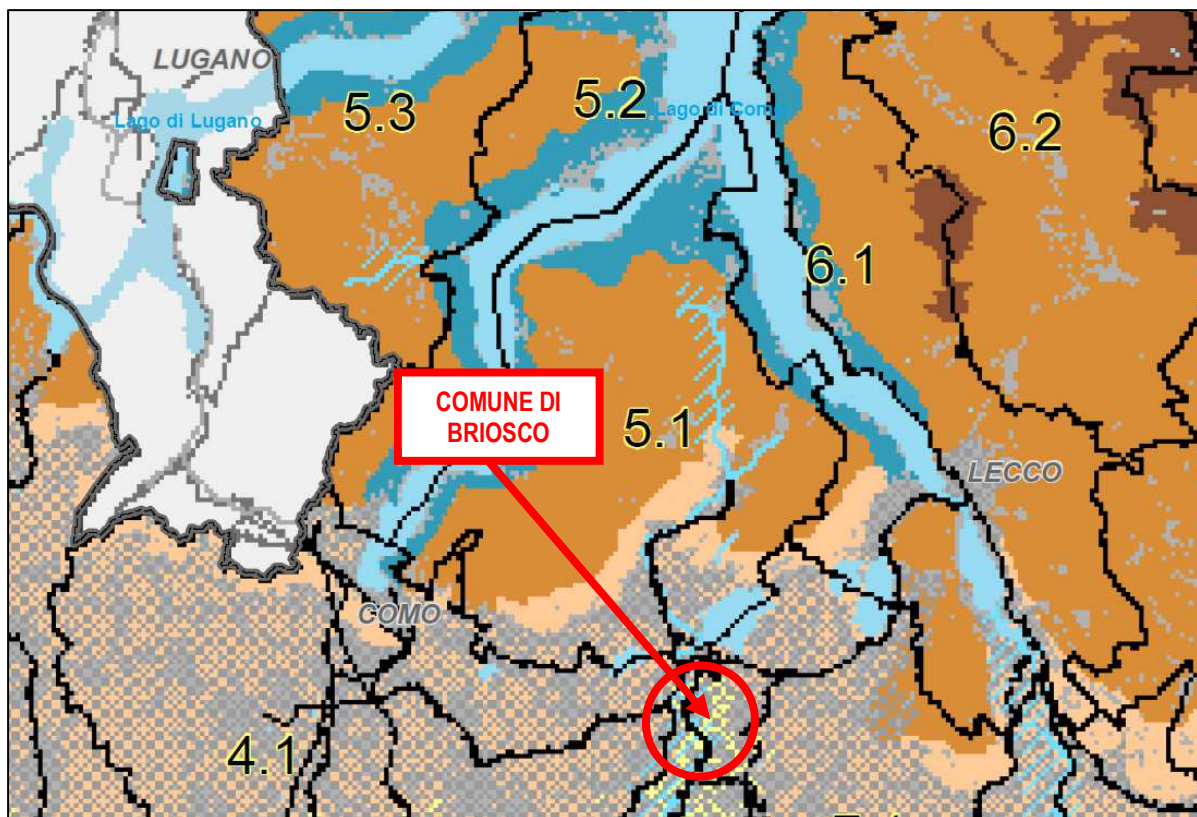 LUGANO
Lago di Lugano
5.3
5.2
Lago di Com
6.2
6.1
COMUNE DI
BRIOSCO
5.1
LECCO
COMO
4.1